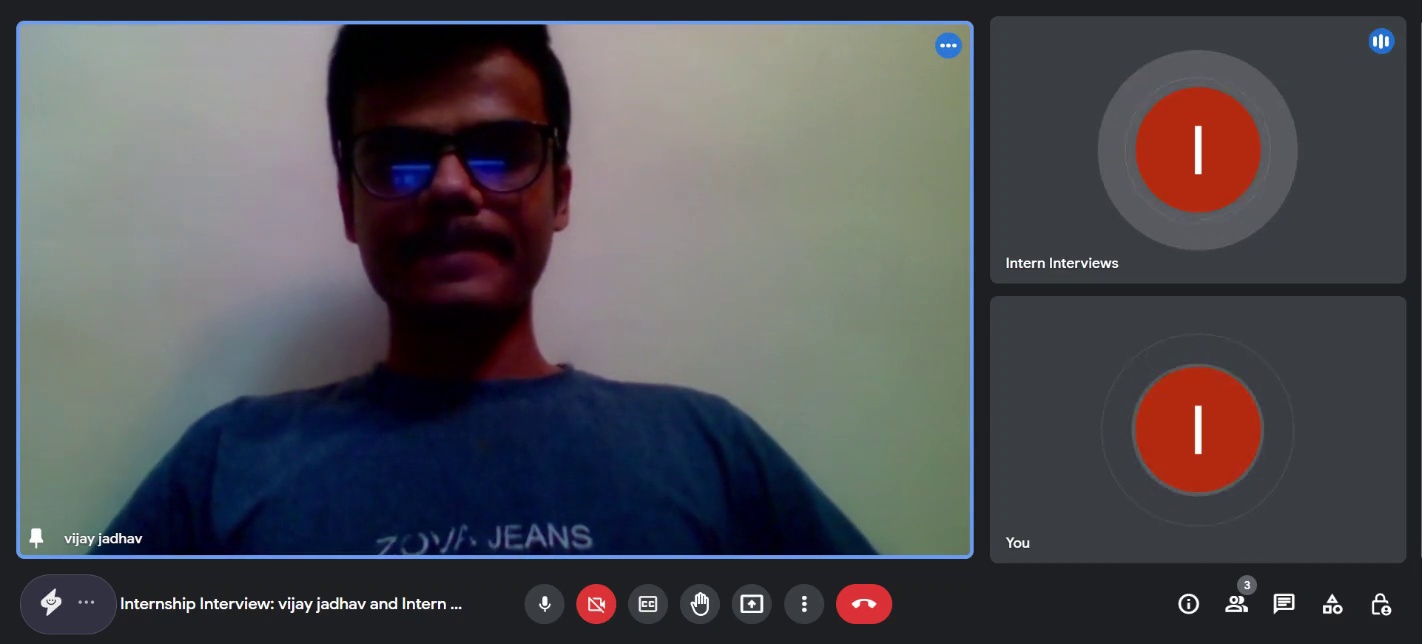 I
Intern Interviews
ZOVA JEANS
vijay jadhav
I
You
Internship Interview: vijay jadhav and Intern ...
CC
3